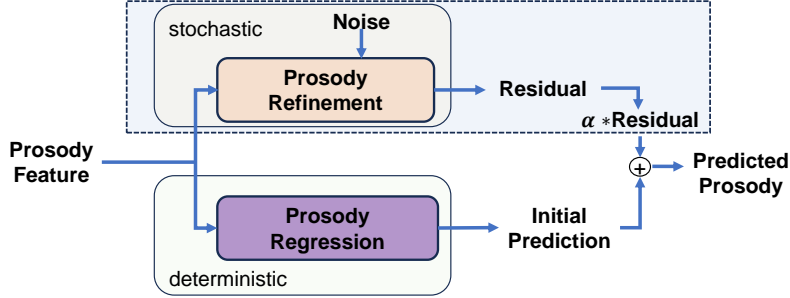 stochastic
Noise
Prosody
Refinement
Residual
α *Residual
Prosody
Feature
+
Predicted
Prosody
Prosody
Regression
Initial
Prediction
deterministic